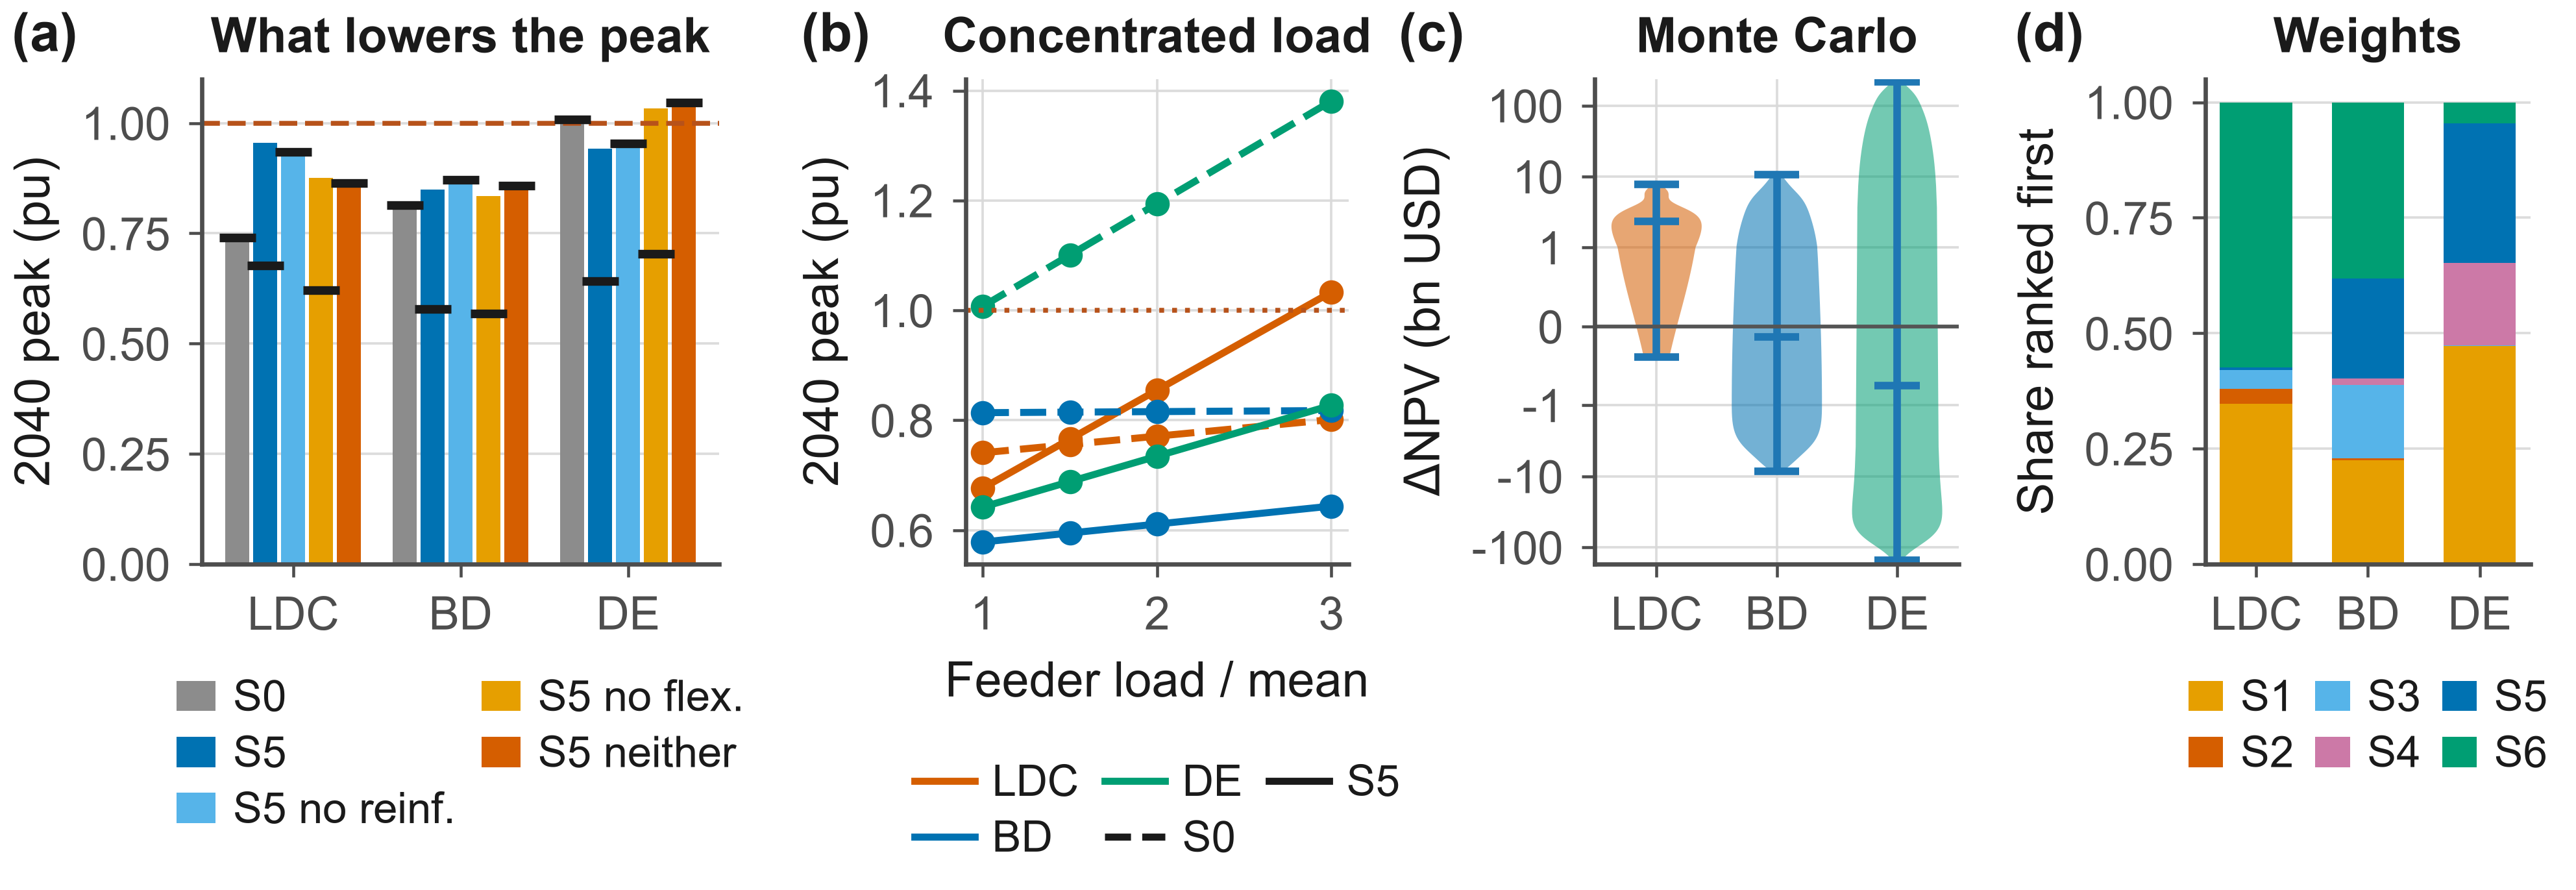 (a) What lowers the peak
2040 peak (pu)
1.00
0.75
0.50
0.25
0.00
LDC BD DE
S0
S5
S5 no reinf.
S5 no flex.
S5 neither
(b) Concentrated load
2040 peak (pu)
1.4
1.2
1.0
0.8
0.6
1 2 3
Feeder load / mean
LDC DE S5
BD S0
(c) Monte Carlo
ΔNPV (bn USD)
100
10
1
0
-1
-10
-100
LDC BD DE
(d) Weights
Share ranked first
1.00
0.75
0.50
0.25
0.00
LDC BD DE
S1 S3 S5
S2 S4 S6